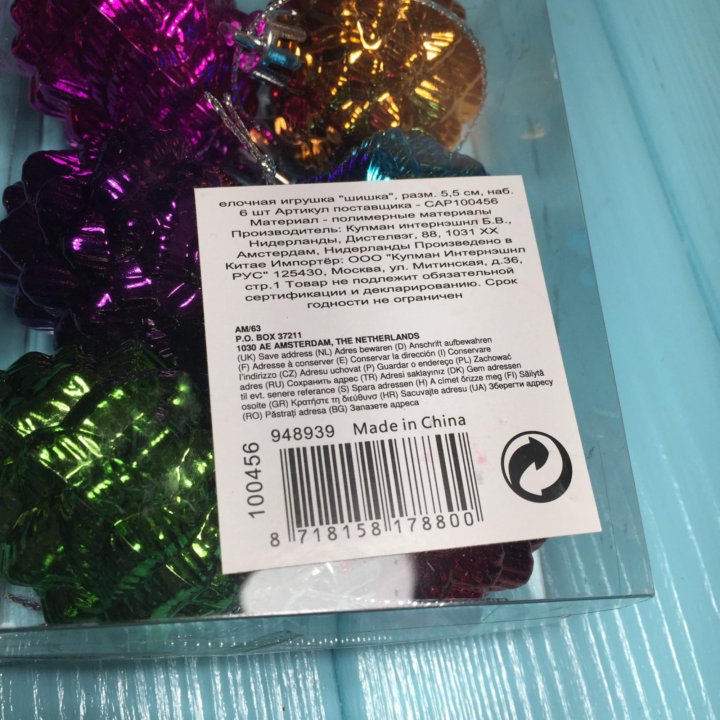 елочная игрушка "шишка", разм. 5,5 см, наб.
6 шт Артикул поставщика - CAP100456
Материал - полимерные материалы
Производитель: Купман интернэшнл Б.В.,
Нидерланды, Дистелвэг, 88, 1031 XX
Амстердам, Нидерланды Произведено в
Китае Импортёр: ООО "Купман Интернэшнл
РУС" 125430, Москва, ул. Митинская, д.36,
стр.1 Товар не подлежит обязательной
сертификации и декларированию. Срок
годности не ограничен
AM/63
P.O. BOX 37211
1030 AE AMSTERDAM, THE NETHERLANDS
(UK) Save address (NL) Adres bewaren (D) Anschrift aufbewahren
(F) Adresse à conserver (E) Conservar la dirección (I) Conservare
l'indirizzo (CZ) Adresu uchovat (P) Guardar o endereço (PL) Zachować
adres (RU) Сохранить адрес (TR) Adresi saklayınız (DK) Gem adressen
til evt. senere referance (S) Spara adressen (H) A címet őrizze meg (FI) Säilytä
osoite (GR) Κρατήστε τη διεύθυνση (HR) Sacuvajte adresu (UA) Зберегти адресу
(RO) Păstrați adresa (BG) Запазете адреса
948939 Made in China
100456
8 718158 178800